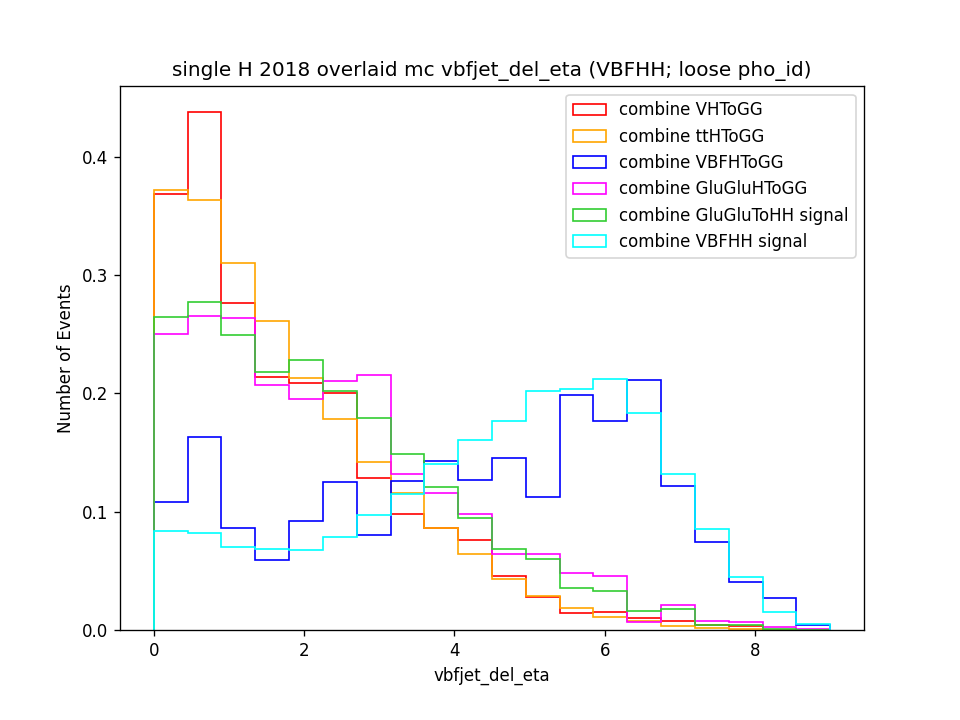 single H 2018 overlaid mc vbfjet_del_eta (VBFHH; loose pho_id)
combine VHToGG
combine ttHToGG
combine VBFHToGG
combine GluGluHToGG
combine GluGluToHH signal
combine VBFHH signal
Number of Events
0.4
0.3
0.2
0.1
0.0
0 2 4 6 8
vbfjet_del_eta